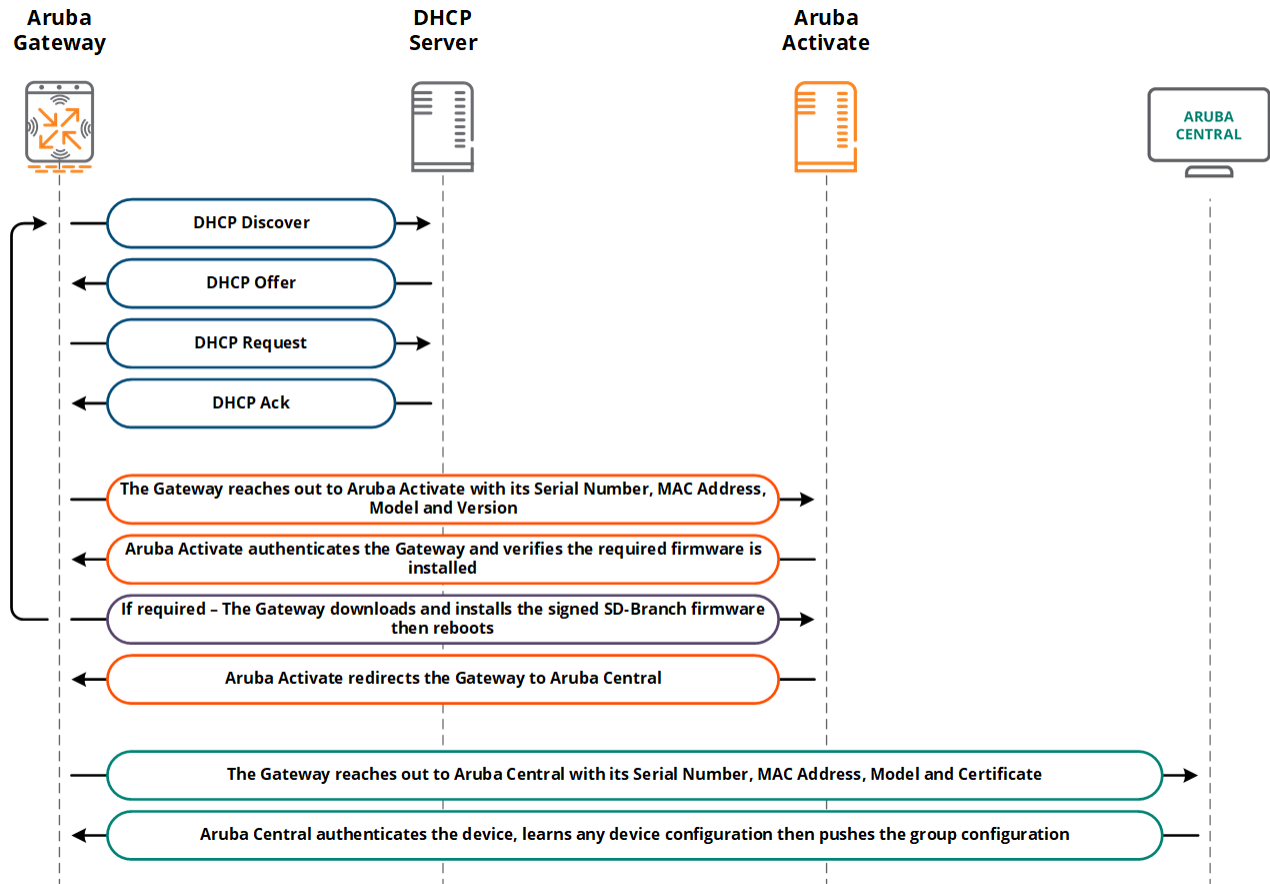 Aruba
Gateway
DHCP
Server
Aruba
Activate
ARUBA
CENTRAL
DHCP Discover
DHCP Offer
DHCP Request
DHCP Ack
The Gateway reaches out to Aruba Activate with its Serial Number, MAC Address,
Model and Version
Aruba Activate authenticates the Gateway and verifies the required firmware is
installed
If required – The Gateway downloads and installs the signed SD-Branch firmware
then reboots
Aruba Activate redirects the Gateway to Aruba Central
The Gateway reaches out to Aruba Central with its Serial Number, MAC Address, Model and Certificate
Aruba Central authenticates the device, learns any device configuration then pushes the group configuration